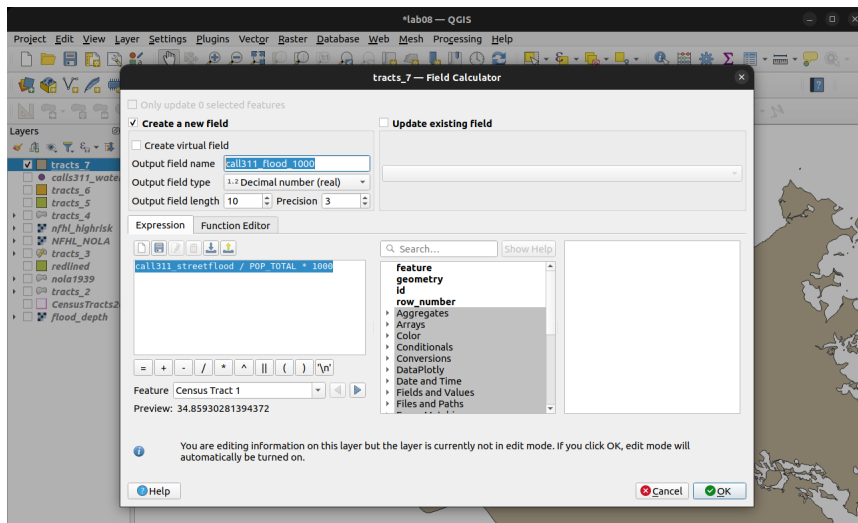 *lab08 — QGIS
Project Edit View Layer Settings Plugins Vector Raster Database Web Mesh Processing Help
tracts_7 — Field Calculator
Only update 0 selected features
Create a new field
Update existing field
Create virtual field
Output field name call311_flood_1000
Output field type 1.2 Decimal number (real)
Output field length 10 Precision 3
Expression Function Editor
call311_streetflood / POP_TOTAL * 1000
= + - / * ^ || ( ) '\n'
Feature Census Tract 1
Preview: 34.85930281394372
Search... Show Help
feature
geometry
id
row_number
Aggregates
Arrays
Color
Conditionals
Conversions
DataPlotly
Date and Time
Fields and Values
Files and Paths
You are editing information on this layer but the layer is currently not in edit mode. If you click OK, edit mode will
automatically be turned on.
Help Cancel OK
Layers
tracts_7
calls311_wate
tracts_6
tracts_5
tracts_4
nfhl_highrisk
NFHL_NOLA
tracts_3
redlined
nola1939
tracts_2
CensusTracts2
flood_depth